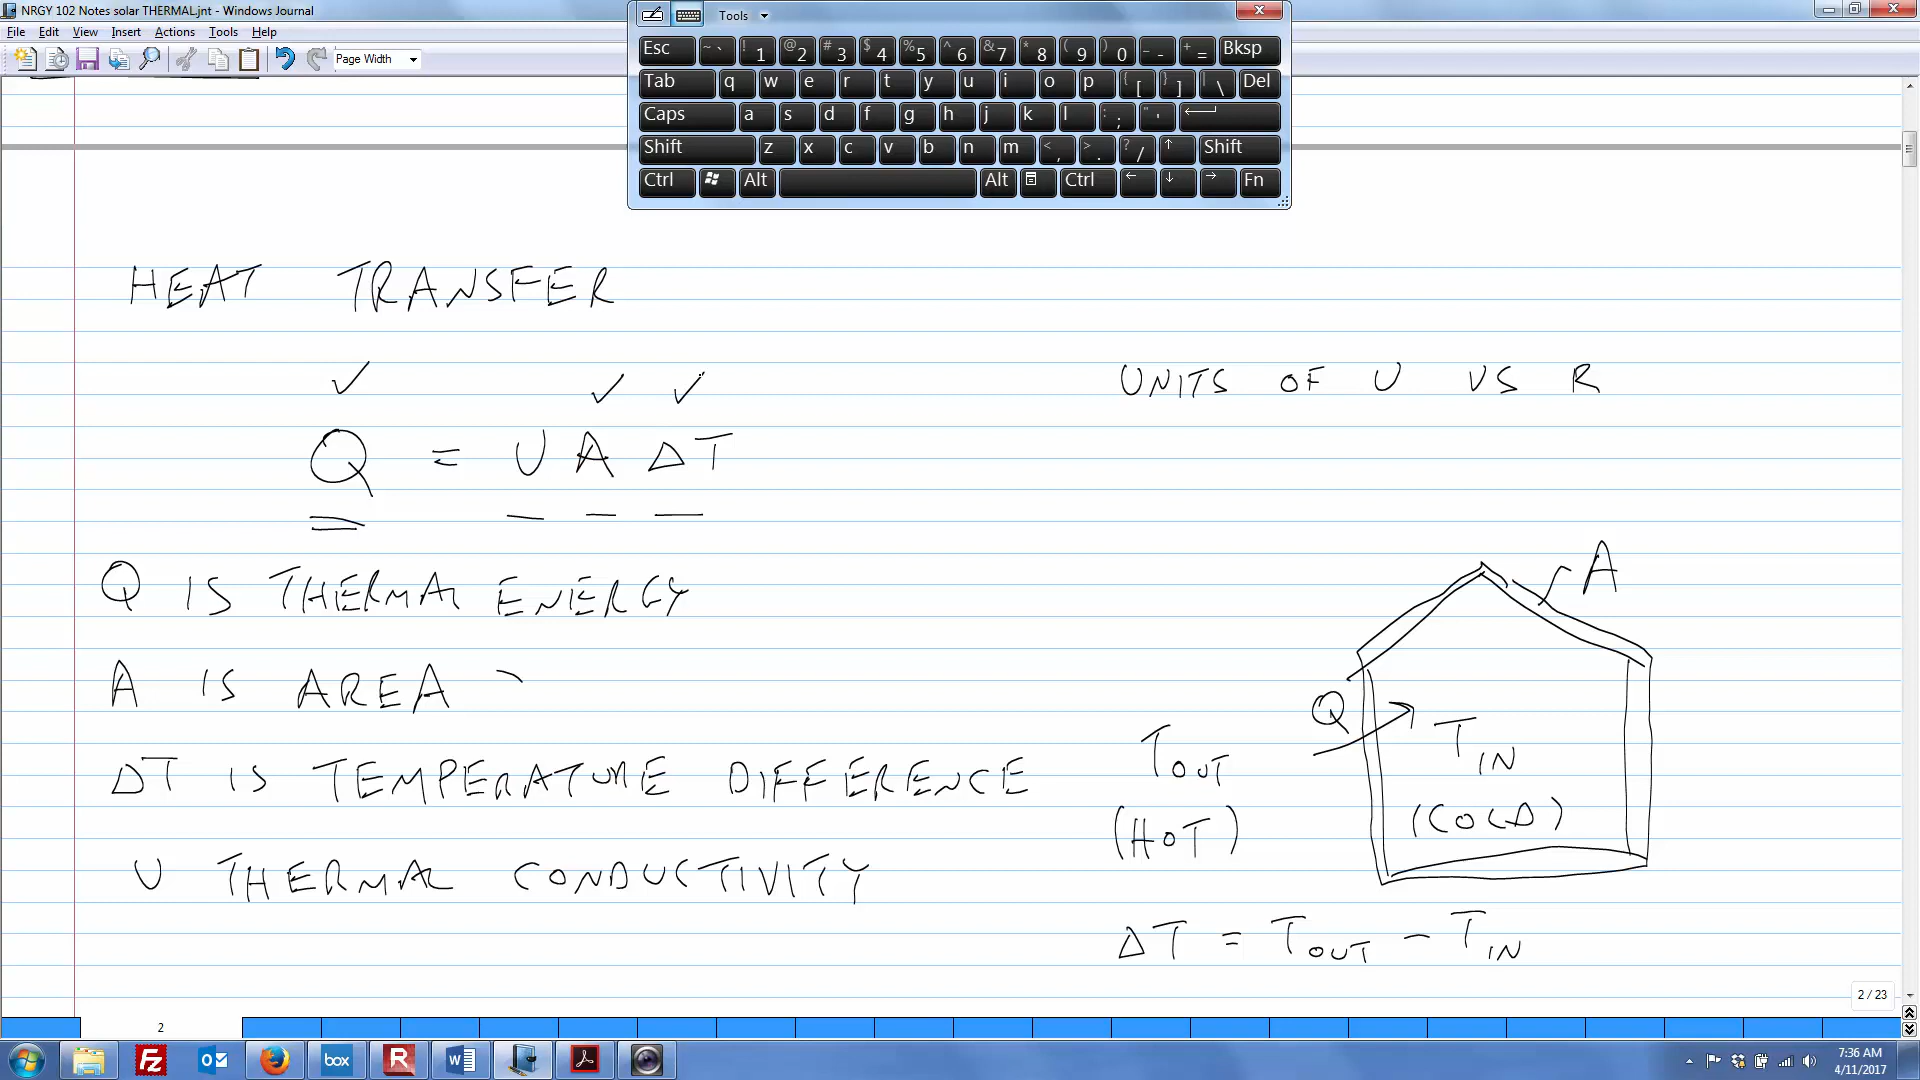 NRGY 102 Notes solar THERMAL.jnt - Windows Journal
File Edit View Insert Actions Tools Help
Page Width
Tools
Esc ~ ` ! 1 @ 2 # 3 $ 4 % 5 ^ 6 & 7 * 8 ( 9 ) 0 _ - + = Bksp
Tab q w e r t y u i o p { [ } ] | \ Del
Caps a s d f g h j k l : ; " '
Shift z x c v b n m < , > . ? / ↑ Shift
Ctrl Alt Alt Ctrl ← ↓ → Fn
HEAT TRANSFER
✓ ✓ ✓
Q = U A ΔT
UNITS OF U VS R
Q IS THERMAL ENERGY
A IS AREA
ΔT IS TEMPERATURE DIFFERENCE
U THERMAL CONDUCTIVITY
A
Q
T OUT
(HOT)
T IN
(COLD)
ΔT = T OUT - T IN
2 / 23
2
Fz
box
R
W
7:36 AM
4/11/2017